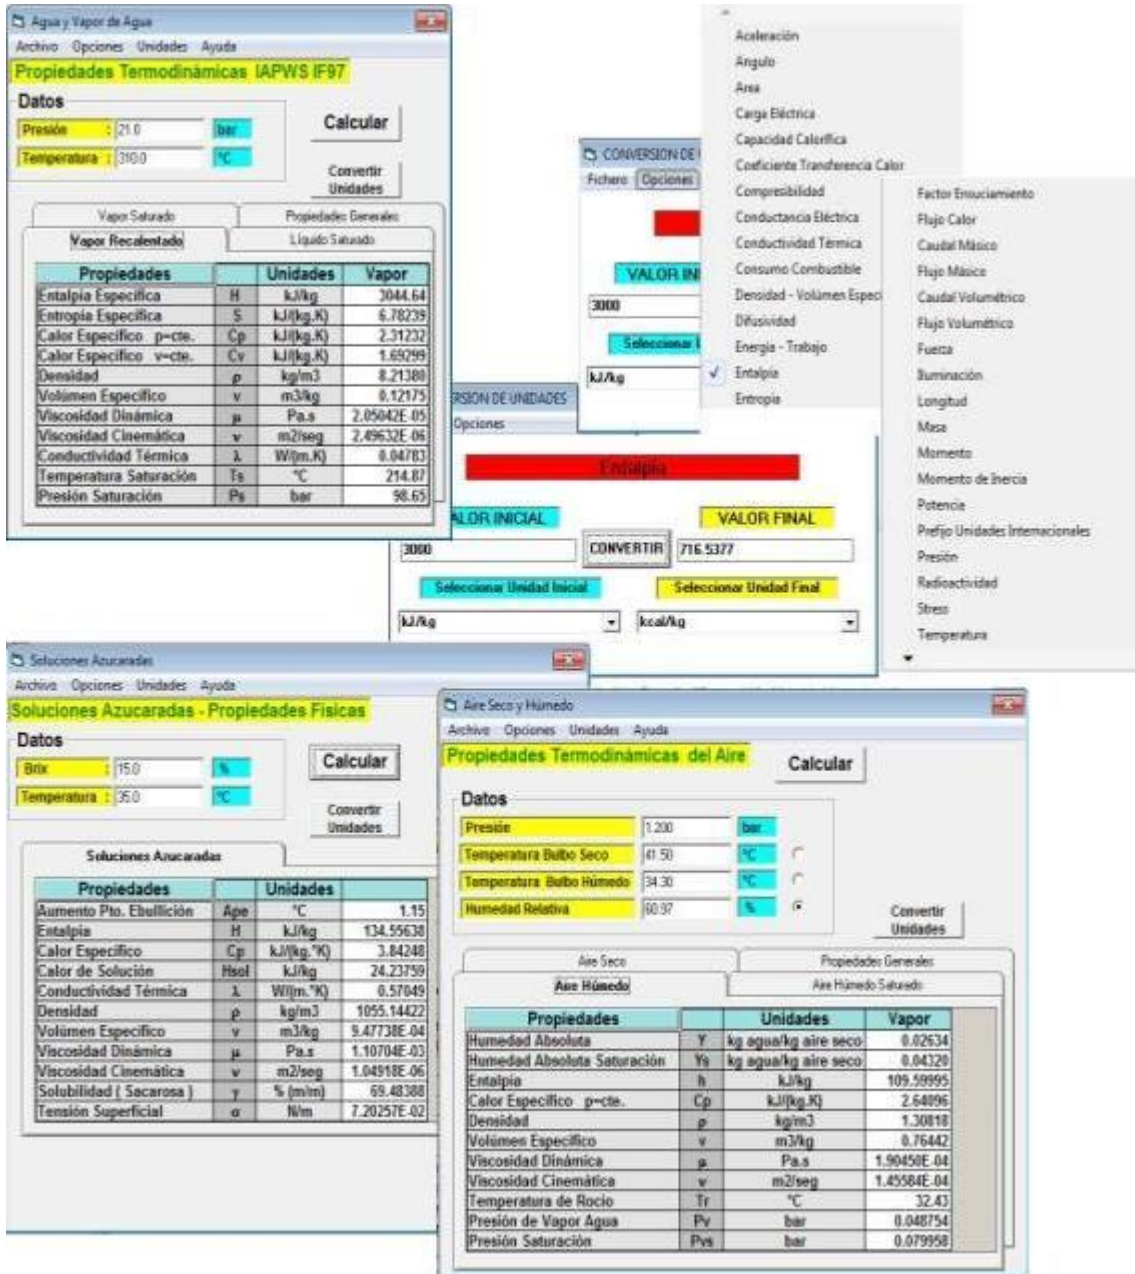 Agua y Vapor de Agua
Archivo Opciones Unidades Ayuda
Propiedades Termodinámicas IAPWS IF97
Datos
Presión : 21.0 bar
Temperatura : 310.0 °C
Calcular
Convertir
Unidades
Vapor Saturado Propiedades Generales
Vapor Recalentado Líquido Saturado
Propiedades Unidades Vapor
Entalpía Específica H kJ/kg 3044.64
Entropía Específica S kJ/(kg.K) 6.78239
Calor Específico p=cte. Cp kJ/(kg.K) 2.31232
Calor Específico v=cte. Cv kJ/(kg.K) 1.69299
Densidad ρ kg/m3 8.21380
Volúmen Específico v m3/kg 0.12175
Viscosidad Dinámica μ Pa.s 2.05042E-05
Viscosidad Cinemática ν m2/seg 2.49632E-06
Conductividad Térmica λ W/(m.K) 0.04783
Temperatura Saturación Ts °C 214.87
Presión Saturación Ps bar 98.65
CONVERSION DE
Fichero Opciones
VALOR INI
3000
Seleccionar
kJ/kg
Aceleración
Angulo
Area
Carga Eléctrica
Capacidad Calorífica
Coeficiente Transferencia Calor
Compresibilidad
Conductancia Eléctrica
Conductividad Térmica
Consumo Combustible
Densidad - Volúmen Especí
Difusividad
Energía - Trabajo
✓ Entalpía
Entropía
Factor Ensuciamiento
Flujo Calor
Caudal Másico
Flujo Másico
Caudal Volumétrico
Flujo Volumétrico
Fuerza
Iluminación
Longitud
Masa
Momento
Momento de Inercia
Potencia
Prefijo Unidades Internacionales
Presión
Radioactividad
Stress
Temperatura
RSION DE UNIDADES
Opciones
Entalpía
ALOR INICIAL VALOR FINAL
3000 CONVERTIR 716.5377
Seleccionar Unidad Inicial Seleccionar Unidad Final
kJ/kg kcal/kg
Soluciones Azucaradas
Archivo Opciones Unidades Ayuda
Soluciones Azucaradas - Propiedades Físicas
Datos
Brix : 15.0 %
Temperatura : 35.0 °C
Calcular
Convertir
Unidades
Soluciones Azucaradas
Propiedades Unidades
Aumento Pto. Ebullición Ape °C 1.15
Entalpía H kJ/kg 134.55638
Calor Específico Cp kJ/(kg.°K) 3.84248
Calor de Solución Hsol kJ/kg 24.23759
Conductividad Térmica λ W/(m.°K) 0.57049
Densidad ρ kg/m3 1055.14422
Volúmen Específico v m3/kg 9.47738E-04
Viscosidad Dinámica μ Pa.s 1.10704E-03
Viscosidad Cinemática ν m2/seg 1.04918E-06
Solubilidad ( Sacarosa ) γ % (m/m) 69.48388
Tensión Superficial α N/m 7.20257E-02
Aire Seco y Húmedo
Archivo Opciones Unidades Ayuda
Propiedades Termodinámicas del Aire
Calcular
Datos
Presión 1.200 bar
Temperatura Bulbo Seco 41.50 °C
Temperatura Bulbo Húmedo 34.30 °C
Humedad Relativa 60.97 %
Convertir
Unidades
Aire Seco Propiedades Generales
Aire Húmedo Aire Húmedo Saturado
Propiedades Unidades Vapor
Humedad Absoluta Y kg agua/kg aire seco 0.02634
Humedad Absoluta Saturación Ys kg agua/kg aire seco 0.04320
Entalpía h kJ/kg 109.59995
Calor Específico p=cte. Cp kJ/(kg.K) 2.64096
Densidad ρ kg/m3 1.30818
Volúmen Específico v m3/kg 0.76442
Viscosidad Dinámica μ Pa.s 1.90450E-04
Viscosidad Cinemática ν m2/seg 1.45584E-04
Temperatura de Rocío Tr °C 32.43
Presión de Vapor Agua Pv bar 0.048754
Presión Saturación Pvs bar 0.079958